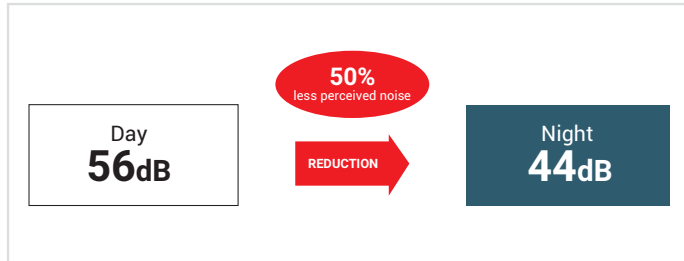 50%
less perceived noise
Day
56dB
REDUCTION
Night
44dB